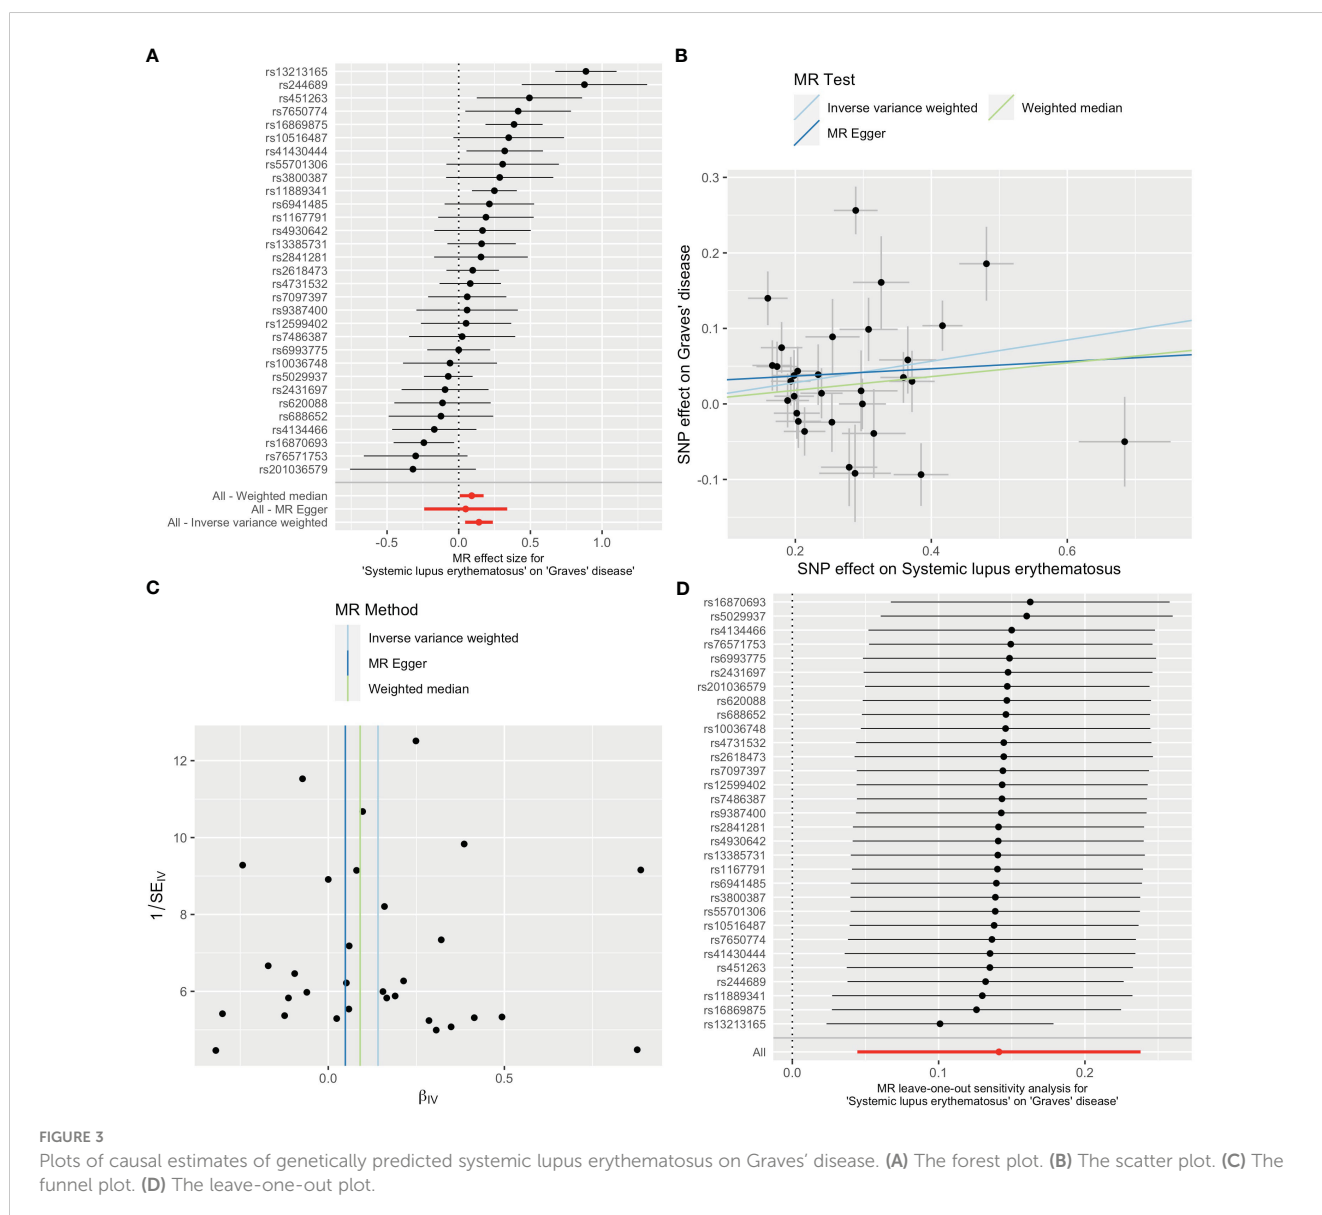 A
rs13213165
rs244689
rs451263
rs7650774
rs16869875
rs10516487
rs41430444
rs55701306
rs3800387
rs11889341
rs6941485
rs1167791
rs4930642
rs13385731
rs2841281
rs2618473
rs4731532
rs7097397
rs9387400
rs12599402
rs7486387
rs6993775
rs10036748
rs5029937
rs2431697
rs620088
rs688652
rs4134466
rs16870693
rs76571753
rs201036579
All - Weighted median
All - MR Egger
All - Inverse variance weighted
-0.5 0.0 0.5 1.0
MR effect size for
'Systemic lupus erythematosus' on 'Graves' disease'
B
MR Test
Inverse variance weighted Weighted median
MR Egger
SNP effect on Graves' disease
0.3
0.2
0.1
0.0
-0.1
0.2 0.4 0.6
SNP effect on Systemic lupus erythematosus
C
MR Method
Inverse variance weighted
MR Egger
Weighted median
1/SEIV
12
10
8
6
0.0 0.5
βIV
D
rs16870693
rs5029937
rs4134466
rs76571753
rs6993775
rs2431697
rs201036579
rs620088
rs688652
rs10036748
rs4731532
rs2618473
rs7097397
rs12599402
rs7486387
rs9387400
rs2841281
rs4930642
rs13385731
rs1167791
rs6941485
rs3800387
rs55701306
rs10516487
rs7650774
rs41430444
rs451263
rs244689
rs11889341
rs16869875
rs13213165
All
0.0 0.1 0.2
MR leave-one-out sensitivity analysis for
'Systemic lupus erythematosus' on 'Graves' disease'
FIGURE 3
Plots of causal estimates of genetically predicted systemic lupus erythematosus on Graves' disease. (A) The forest plot. (B) The scatter plot. (C) The
funnel plot. (D) The leave-one-out plot.